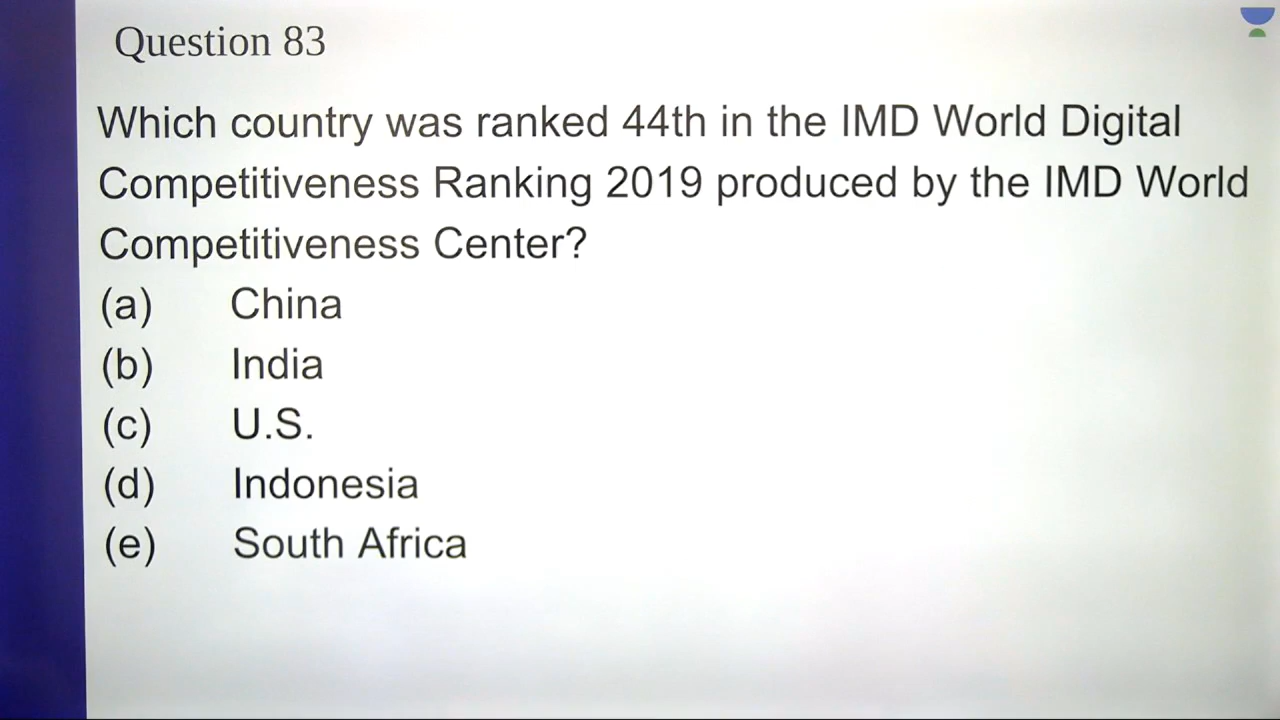 Question 83
Which country was ranked 44th in the IMD World Digital
Competitiveness Ranking 2019 produced by the IMD World
Competitiveness Center?
(a) China
(b) India
(c) U.S.
(d) Indonesia
(e) South Africa